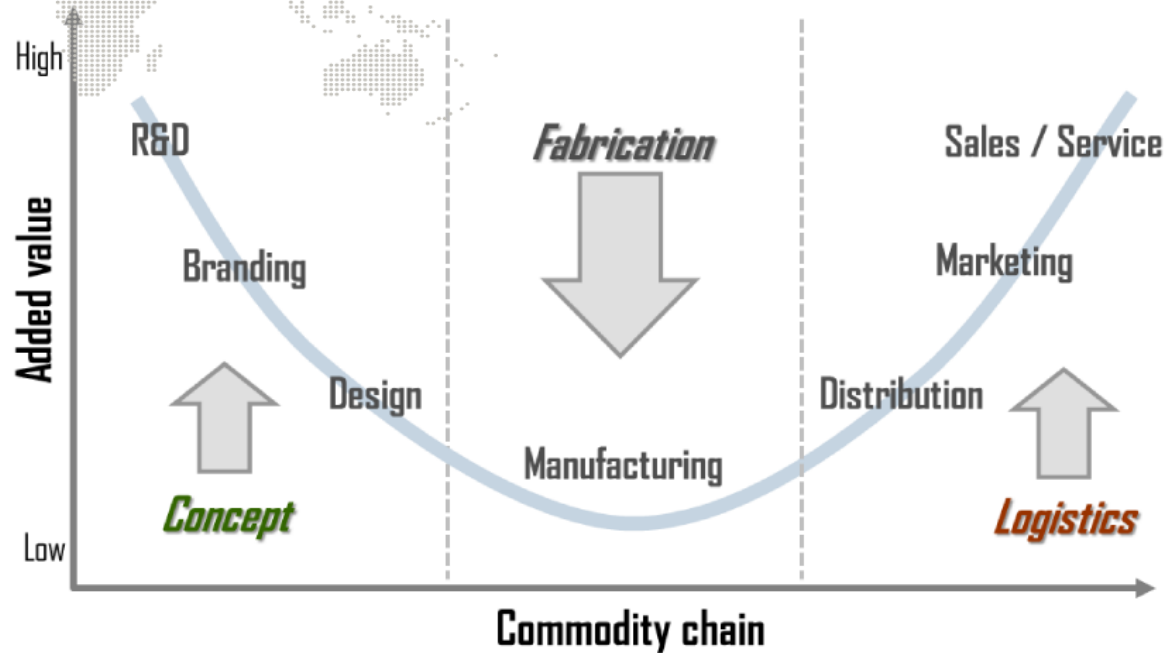 High
R&D
Fabrication
Sales / Service
Added value
Branding
Marketing
Design
Distribution
Manufacturing
Concept
Logistics
Low
Commodity chain